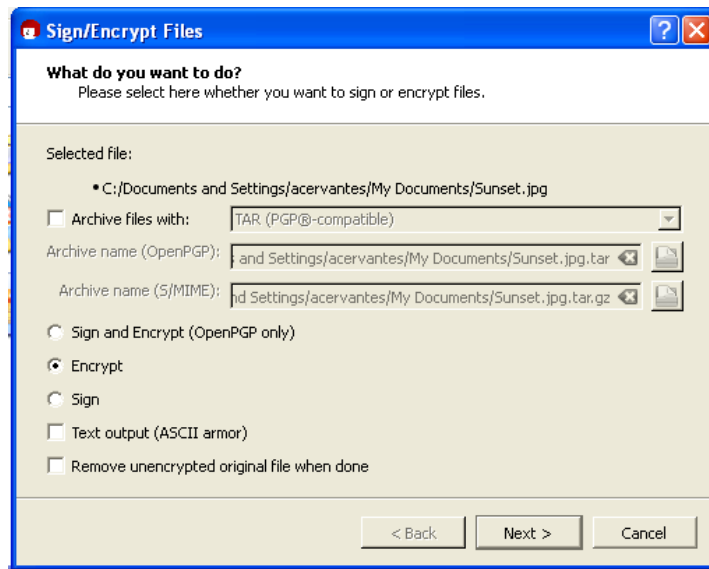 Sign/Encrypt Files
What do you want to do?
Please select here whether you want to sign or encrypt files.
Selected file:
• C:/Documents and Settings/acervantes/My Documents/Sunset.jpg
Archive files with: TAR (PGP®-compatible)
Archive name (OpenPGP): and Settings/acervantes/My Documents/Sunset.jpg.tar
Archive name (S/MIME): nd Settings/acervantes/My Documents/Sunset.jpg.tar.gz
Sign and Encrypt (OpenPGP only)
Encrypt
Sign
Text output (ASCII armor)
Remove unencrypted original file when done
< Back Next > Cancel